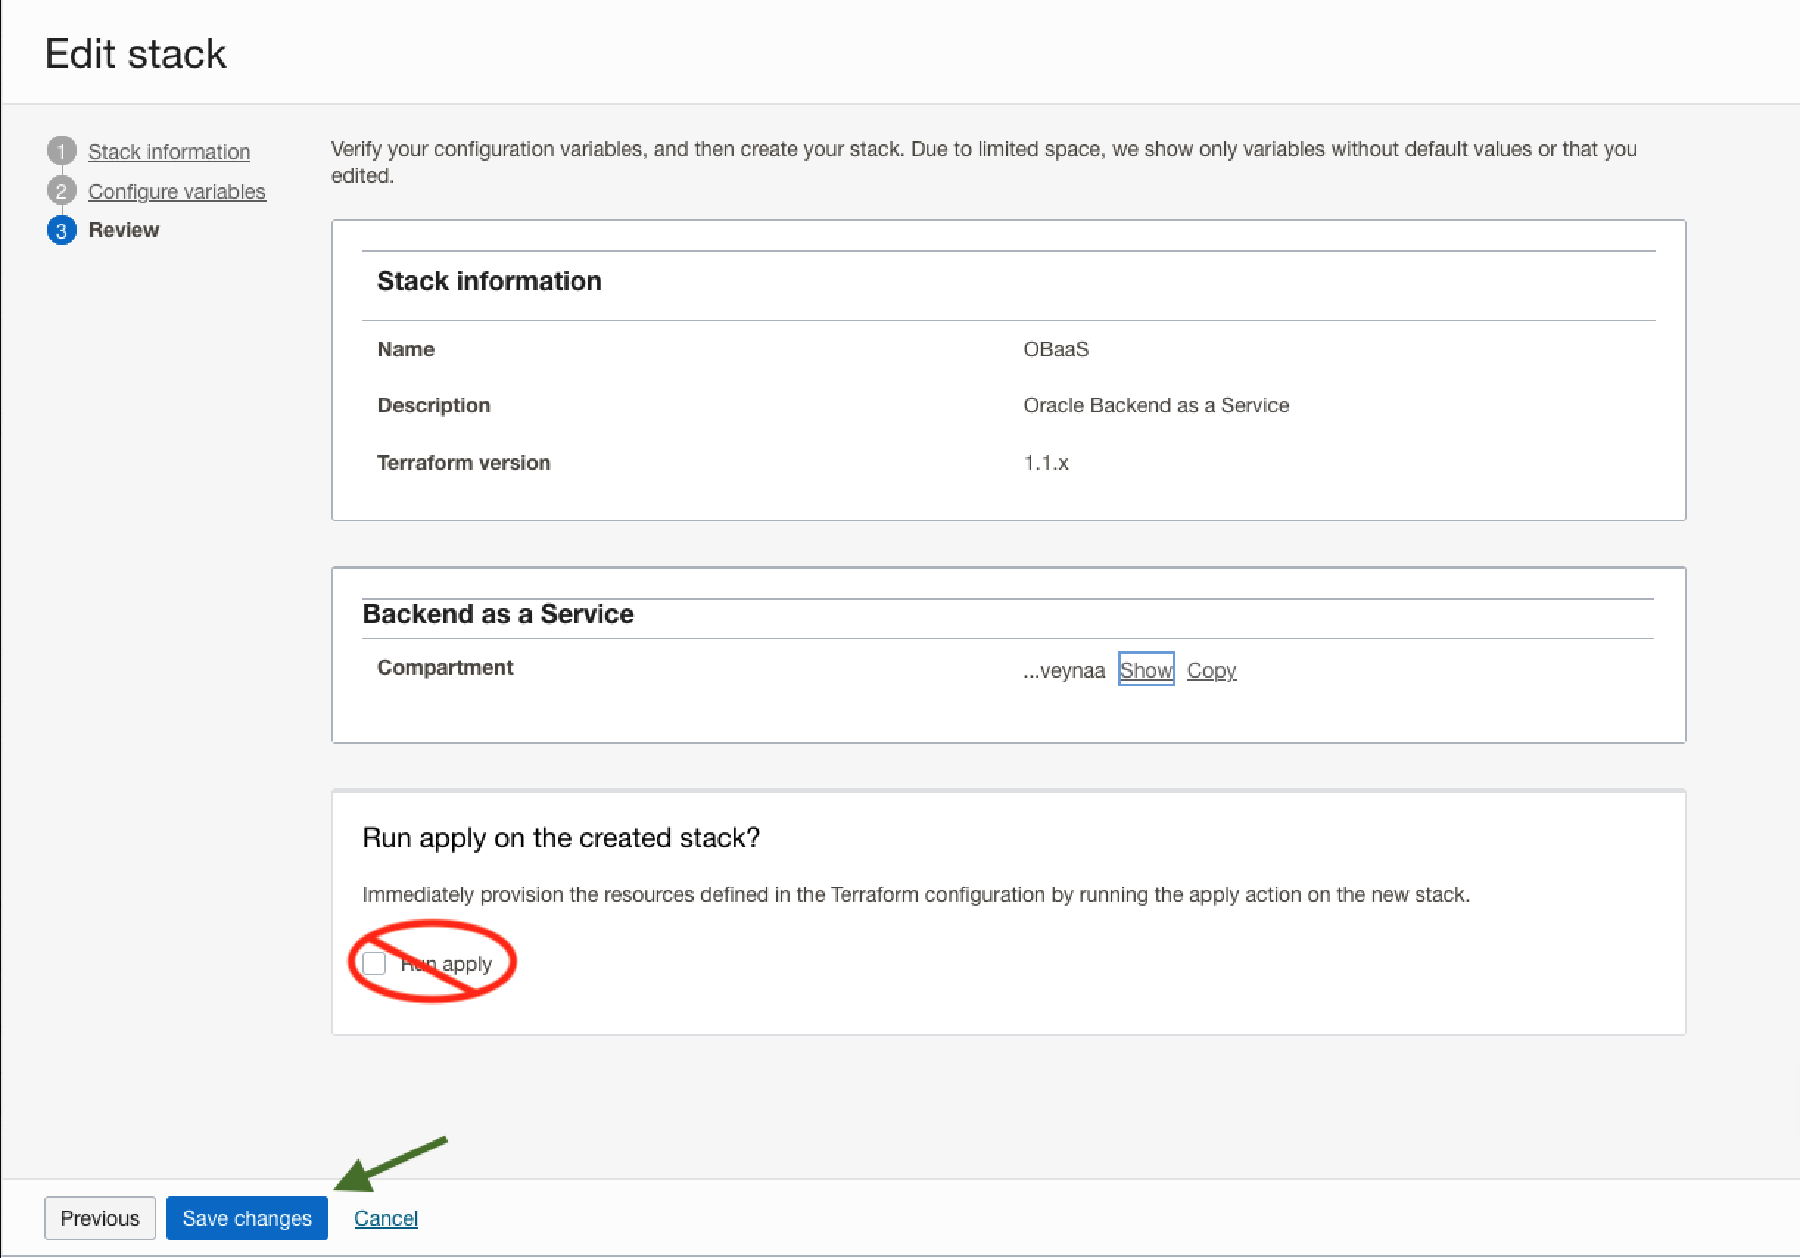 Edit stack
1 Stack information
2 Configure variables
3 Review
Verify your configuration variables, and then create your stack. Due to limited space, we show only variables without default values or that you
edited.
Stack information
Name OBaaS
Description Oracle Backend as a Service
Terraform version 1.1.x
Backend as a Service
Compartment ...veynaa Show Copy
Run apply on the created stack?
Immediately provision the resources defined in the Terraform configuration by running the apply action on the new stack.
Run apply
Previous Save changes Cancel